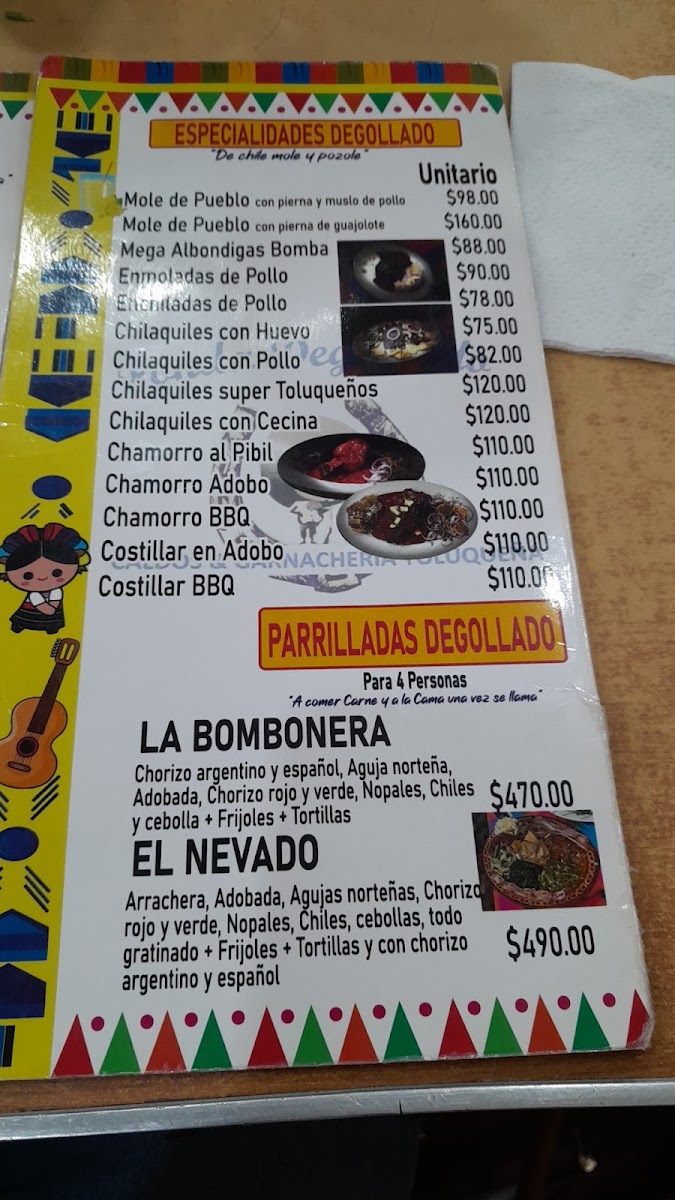 ESPECIALIDADES DEGOLLADO
"De chile mole y pozole"
Unitario
Mole de Pueblo con pierna y muslo de pollo $98.00
Mole de Pueblo con pierna de guajolote $160.00
Mega Albondigas Bomba $88.00
Enmoladas de Pollo $90.00
Enchiladas de Pollo $78.00
Chilaquiles con Huevo $75.00
Chilaquiles con Pollo $82.00
Chilaquiles super Toluqueños $120.00
Chilaquiles con Cecina $120.00
Chamorro al Pibil $110.00
Chamorro Adobo $110.00
Chamorro BBQ $110.00
Costillar en Adobo $110.00
CALDOS & GARNACHERIA TOLUQUEÑA
Costillar BBQ $110.00
PARRILLADAS DEGOLLADO
Para 4 Personas
"A comer Carne y a la Cama una vez se llama"
LA BOMBONERA
Chorizo argentino y español, Aguja norteña,
Adobada, Chorizo rojo y verde, Nopales, Chiles $470.00
y cebolla + Frijoles + Tortillas
EL NEVADO
Arrachera, Adobada, Agujas norteñas, Chorizo
rojo y verde, Nopales, Chiles, cebollas, todo
gratinado + Frijoles + Tortillas y con chorizo $490.00
argentino y español